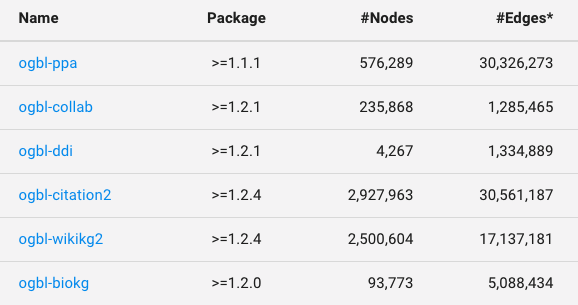 Name Package #Nodes #Edges*
ogbl-ppa >=1.1.1 576,289 30,326,273
ogbl-collab >=1.2.1 235,868 1,285,465
ogbl-ddi >=1.2.1 4,267 1,334,889
ogbl-citation2 >=1.2.4 2,927,963 30,561,187
ogbl-wikikg2 >=1.2.4 2,500,604 17,137,181
ogbl-biokg >=1.2.0 93,773 5,088,434